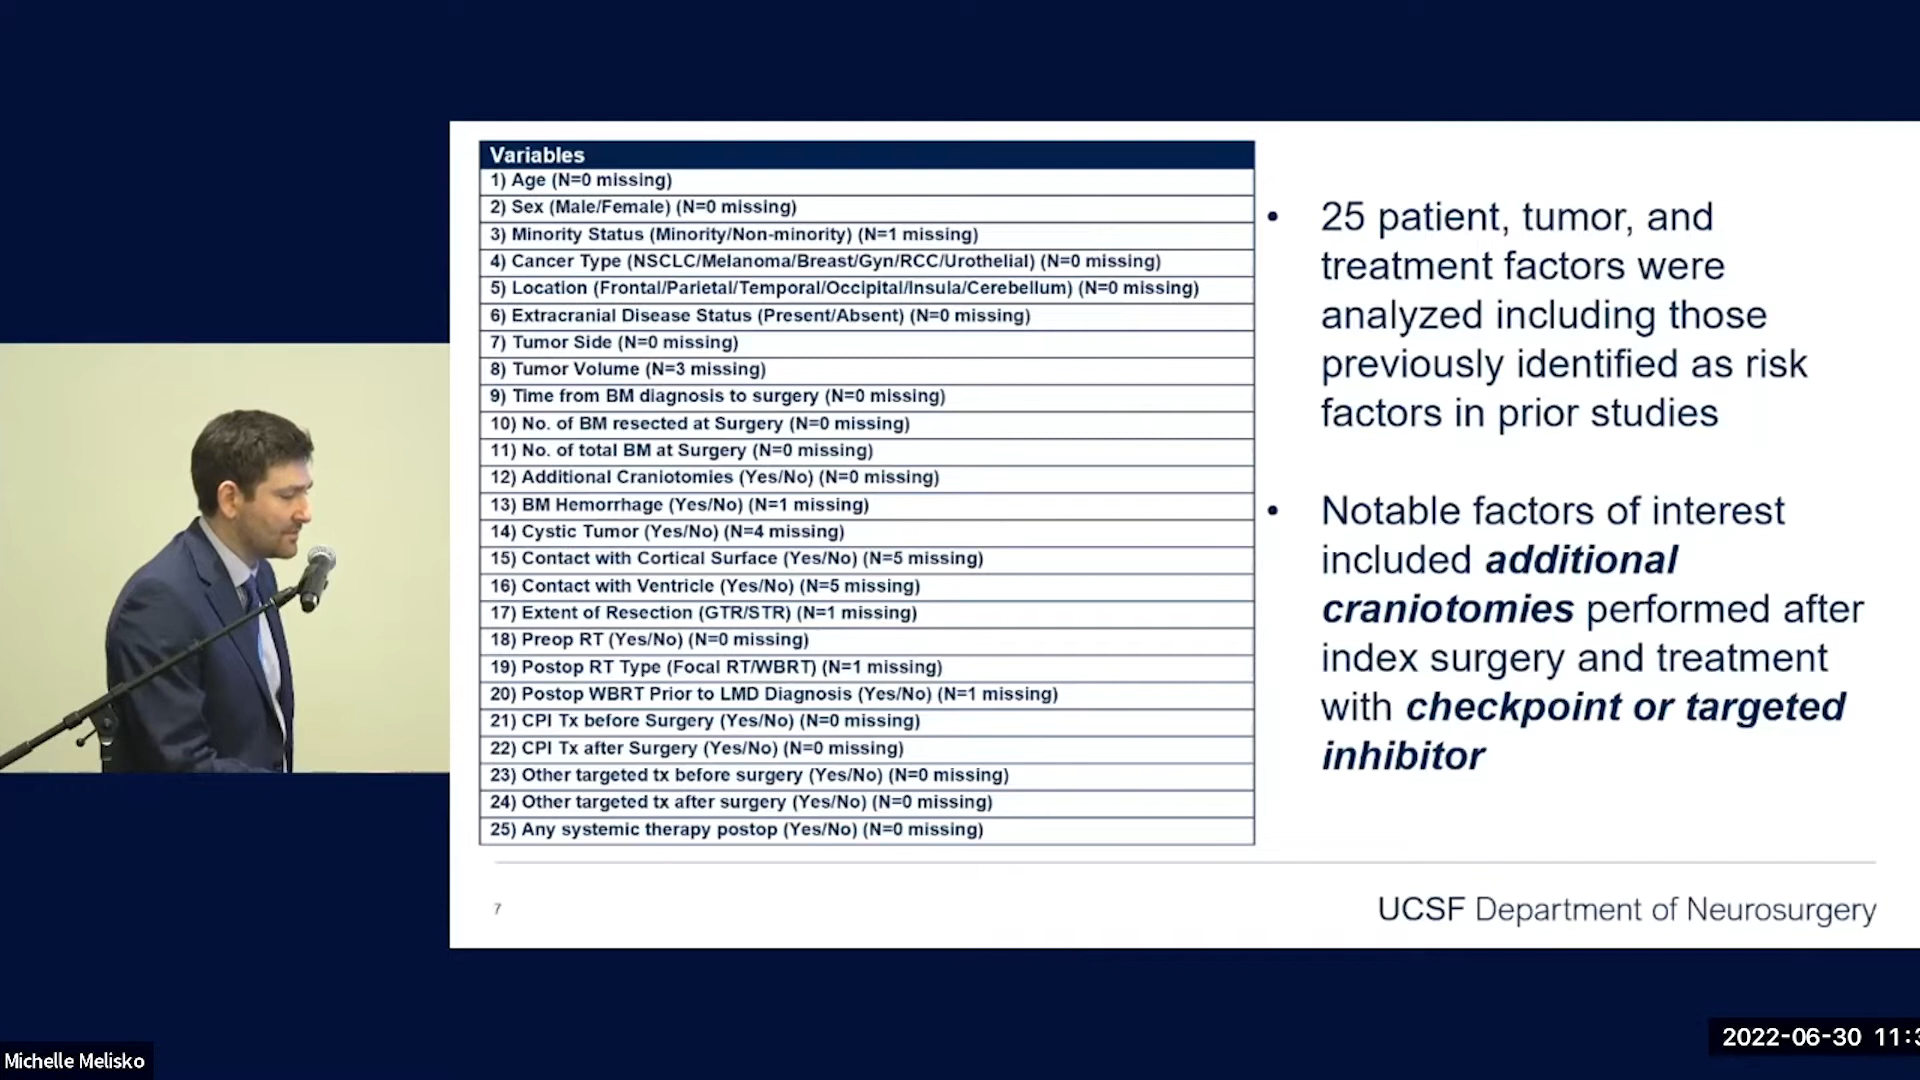 Variables
1) Age (N=0 missing)
2) Sex (Male/Female) (N=0 missing)
3) Minority Status (Minority/Non-minority) (N=1 missing)
4) Cancer Type (NSCLC/Melanoma/Breast/Gyn/RCC/Urothelial) (N=0 missing)
5) Location (Frontal/Parietal/Temporal/Occipital/Insula/Cerebellum) (N=0 missing)
6) Extracranial Disease Status (Present/Absent) (N=0 missing)
7) Tumor Side (N=0 missing)
8) Tumor Volume (N=3 missing)
9) Time from BM diagnosis to surgery (N=0 missing)
10) No. of BM resected at Surgery (N=0 missing)
11) No. of total BM at Surgery (N=0 missing)
12) Additional Craniotomies (Yes/No) (N=0 missing)
13) BM Hemorrhage (Yes/No) (N=1 missing)
14) Cystic Tumor (Yes/No) (N=4 missing)
15) Contact with Cortical Surface (Yes/No) (N=5 missing)
16) Contact with Ventricle (Yes/No) (N=5 missing)
17) Extent of Resection (GTR/STR) (N=1 missing)
18) Preop RT (Yes/No) (N=0 missing)
19) Postop RT Type (Focal RT/WBRT) (N=1 missing)
20) Postop WBRT Prior to LMD Diagnosis (Yes/No) (N=1 missing)
21) CPI Tx before Surgery (Yes/No) (N=0 missing)
22) CPI Tx after Surgery (Yes/No) (N=0 missing)
23) Other targeted tx before surgery (Yes/No) (N=0 missing)
24) Other targeted tx after surgery (Yes/No) (N=0 missing)
25) Any systemic therapy postop (Yes/No) (N=0 missing)
• 25 patient, tumor, and
treatment factors were
analyzed including those
previously identified as risk
factors in prior studies
• Notable factors of interest
included additional
craniotomies performed after
index surgery and treatment
with checkpoint or targeted
inhibitor
7
UCSF Department of Neurosurgery
Michelle Melisko
2022-06-30 11: